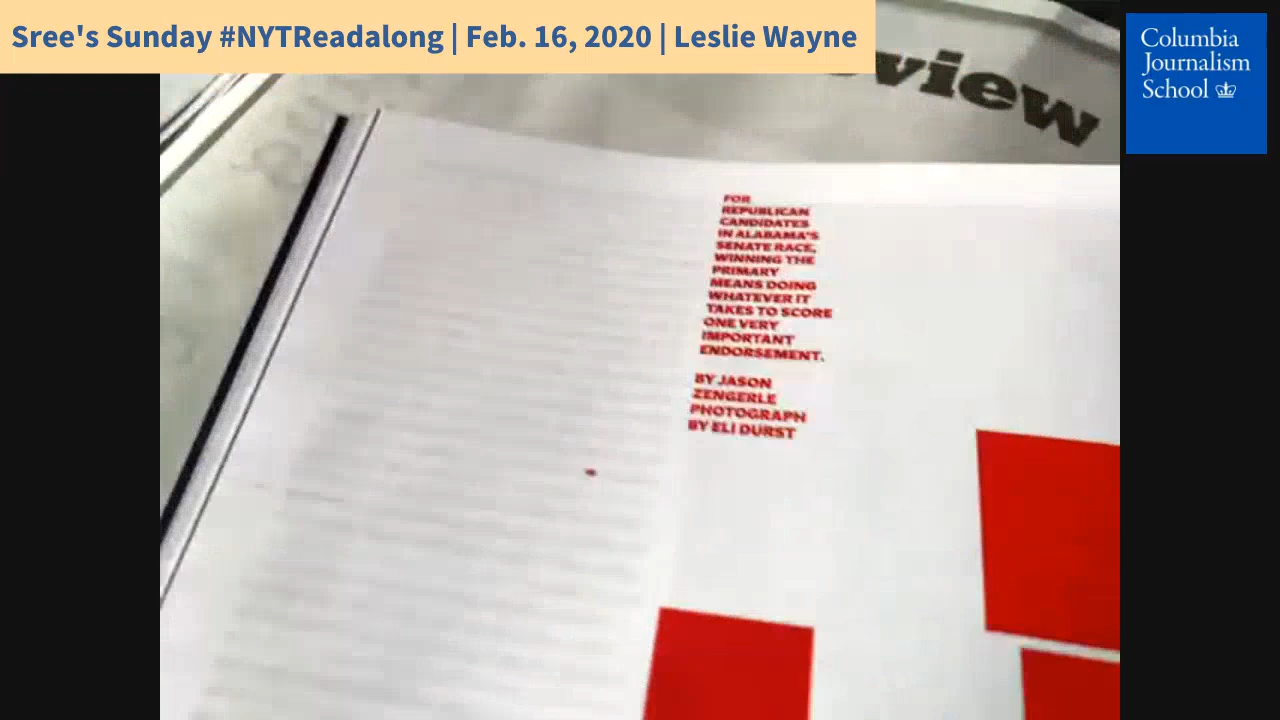 Sree's Sunday #NYTReadalong | Feb. 16, 2020 | Leslie Wayne
Columbia
Journalism
School
view
FOR
REPUBLICAN
CANDIDATES
IN ALABAMA'S
SENATE RACE,
WINNING THE
PRIMARY
MEANS DOING
WHATEVER IT
TAKES TO SCORE
ONE VERY
IMPORTANT
ENDORSEMENT.
BY JASON
ZENGERLE
PHOTOGRAPH
BY ELI DURST